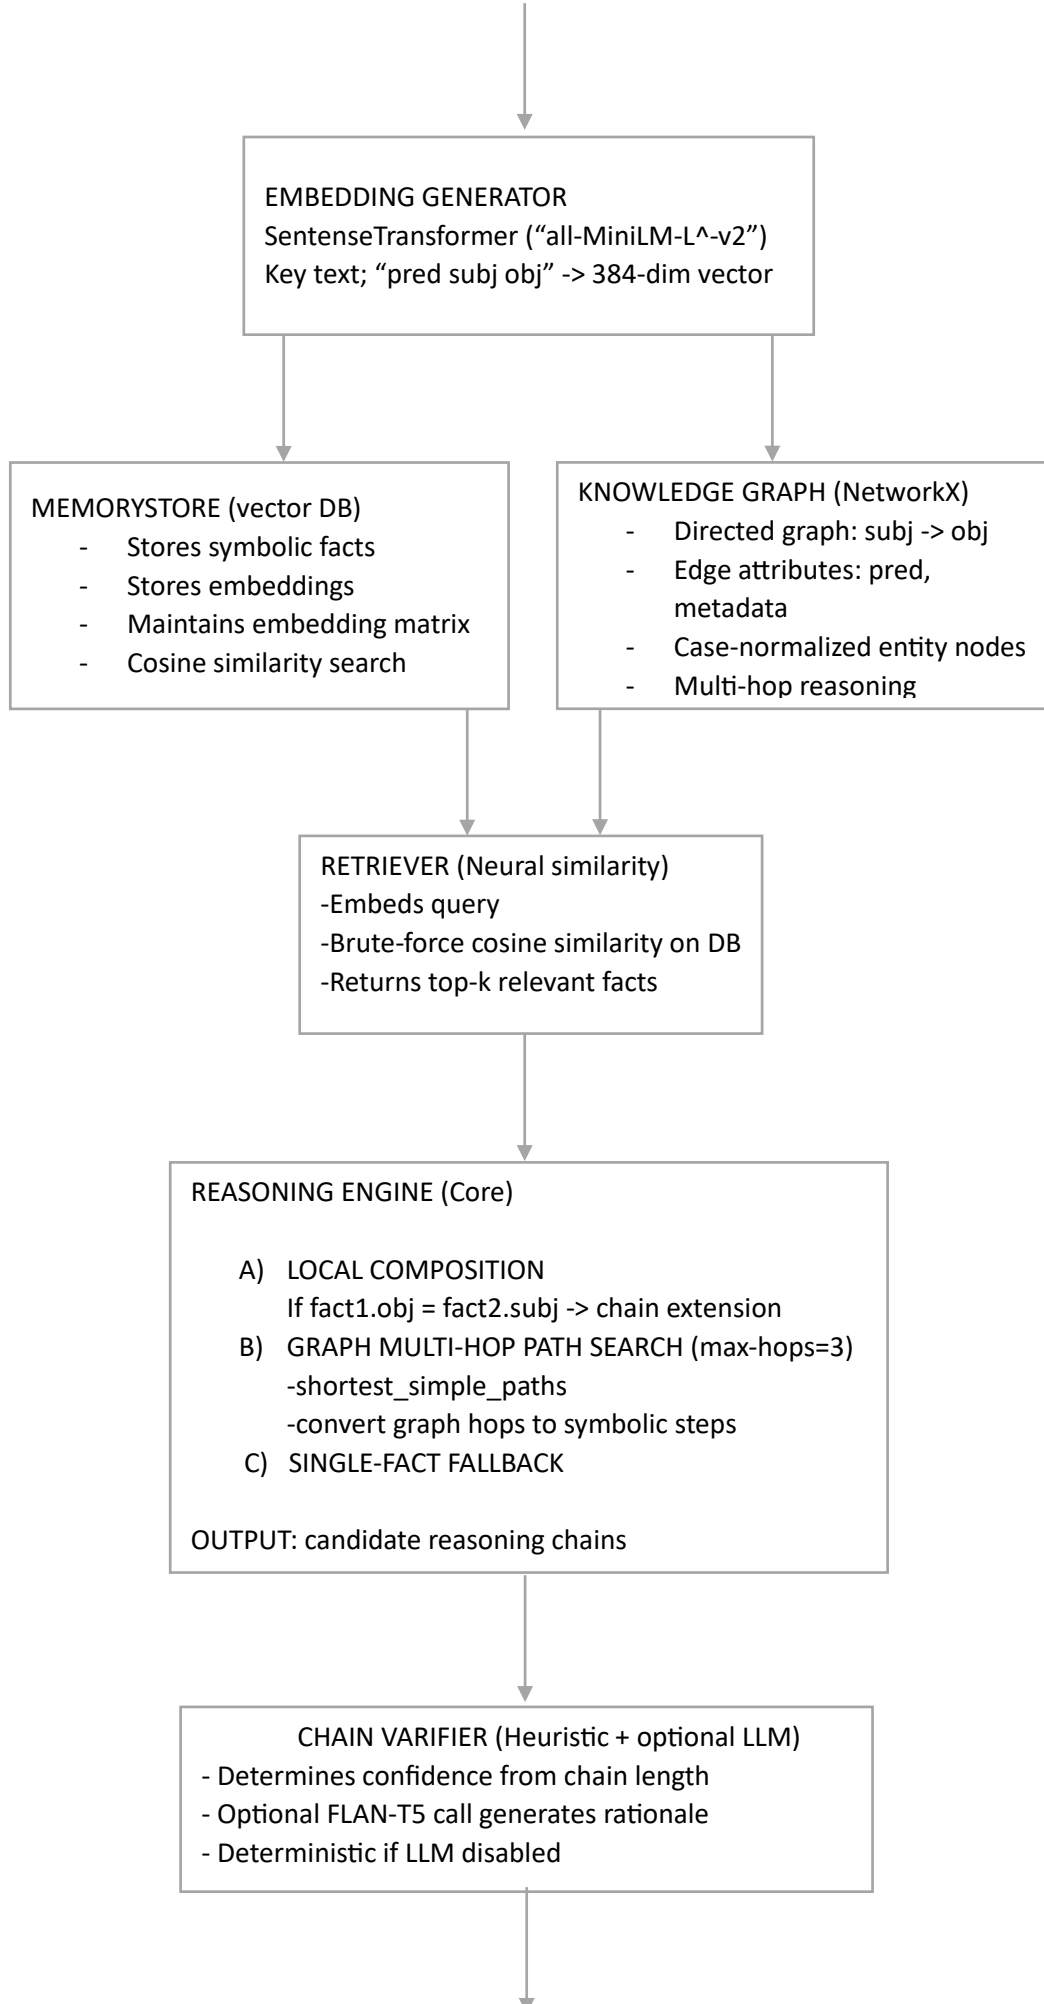 EMBEDDING GENERATOR
SentenseTransformer (“all-MiniLM-L^-v2”)
Key text; “pred subj obj” -> 384-dim vector
MEMORYSTORE (vector DB)
- Stores symbolic facts
- Stores embeddings
- Maintains embedding matrix
- Cosine similarity search
KNOWLEDGE GRAPH (NetworkX)
- Directed graph: subj -> obj
- Edge attributes: pred,
metadata
- Case-normalized entity nodes
- Multi-hop reasoning
RETRIEVER (Neural similarity)
-Embeds query
-Brute-force cosine similarity on DB
-Returns top-k relevant facts
REASONING ENGINE (Core)
A) LOCAL COMPOSITION
If fact1.obj = fact2.subj -> chain extension
B) GRAPH MULTI-HOP PATH SEARCH (max-hops=3)
-shortest_simple_paths
-convert graph hops to symbolic steps
C) SINGLE-FACT FALLBACK
OUTPUT: candidate reasoning chains
CHAIN VARIFIER (Heuristic + optional LLM)
- Determines confidence from chain length
- Optional FLAN-T5 call generates rationale
- Deterministic if LLM disabled